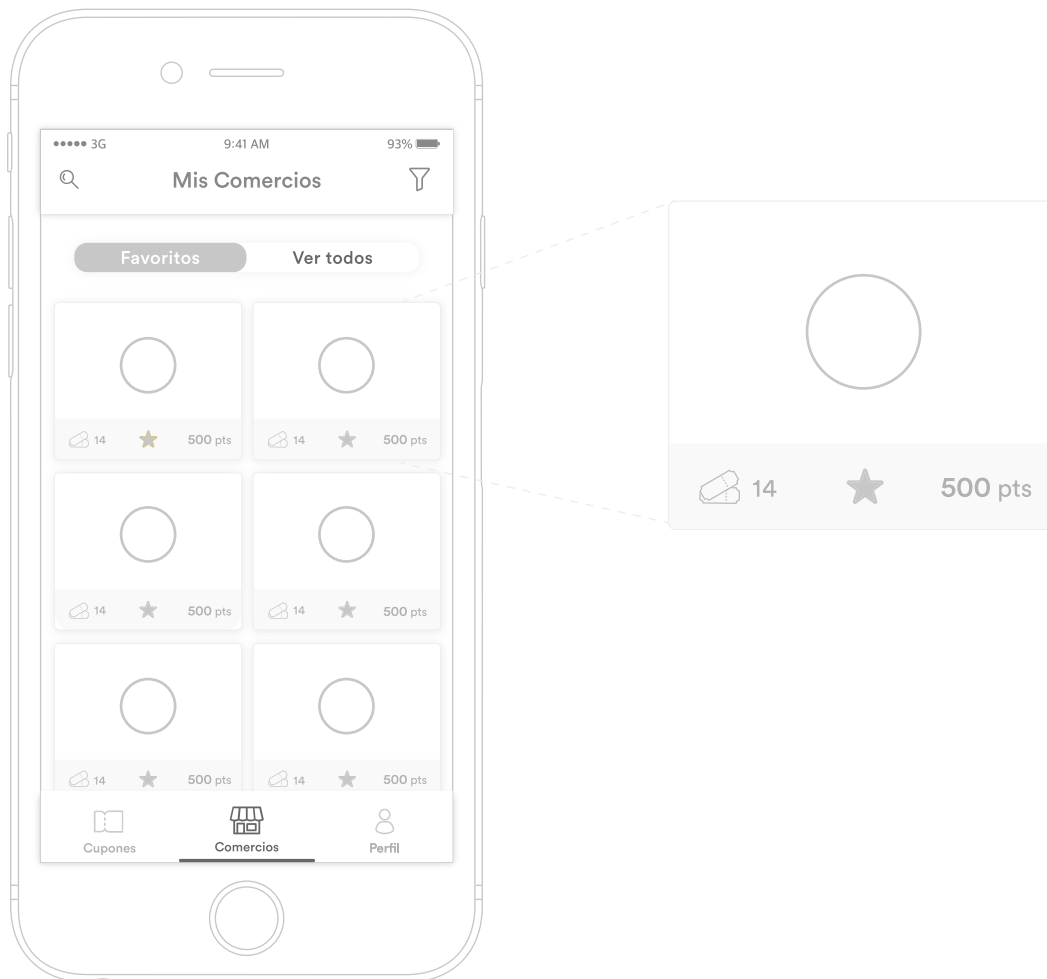 ●●●●● 3G 9:41 AM 93%
Mis Comercios
Favoritos Ver todos
14 500 pts 14 500 pts
14 500 pts
14 500 pts 14 500 pts
14 500 pts 14 500 pts
Cupones Comercios Perfil